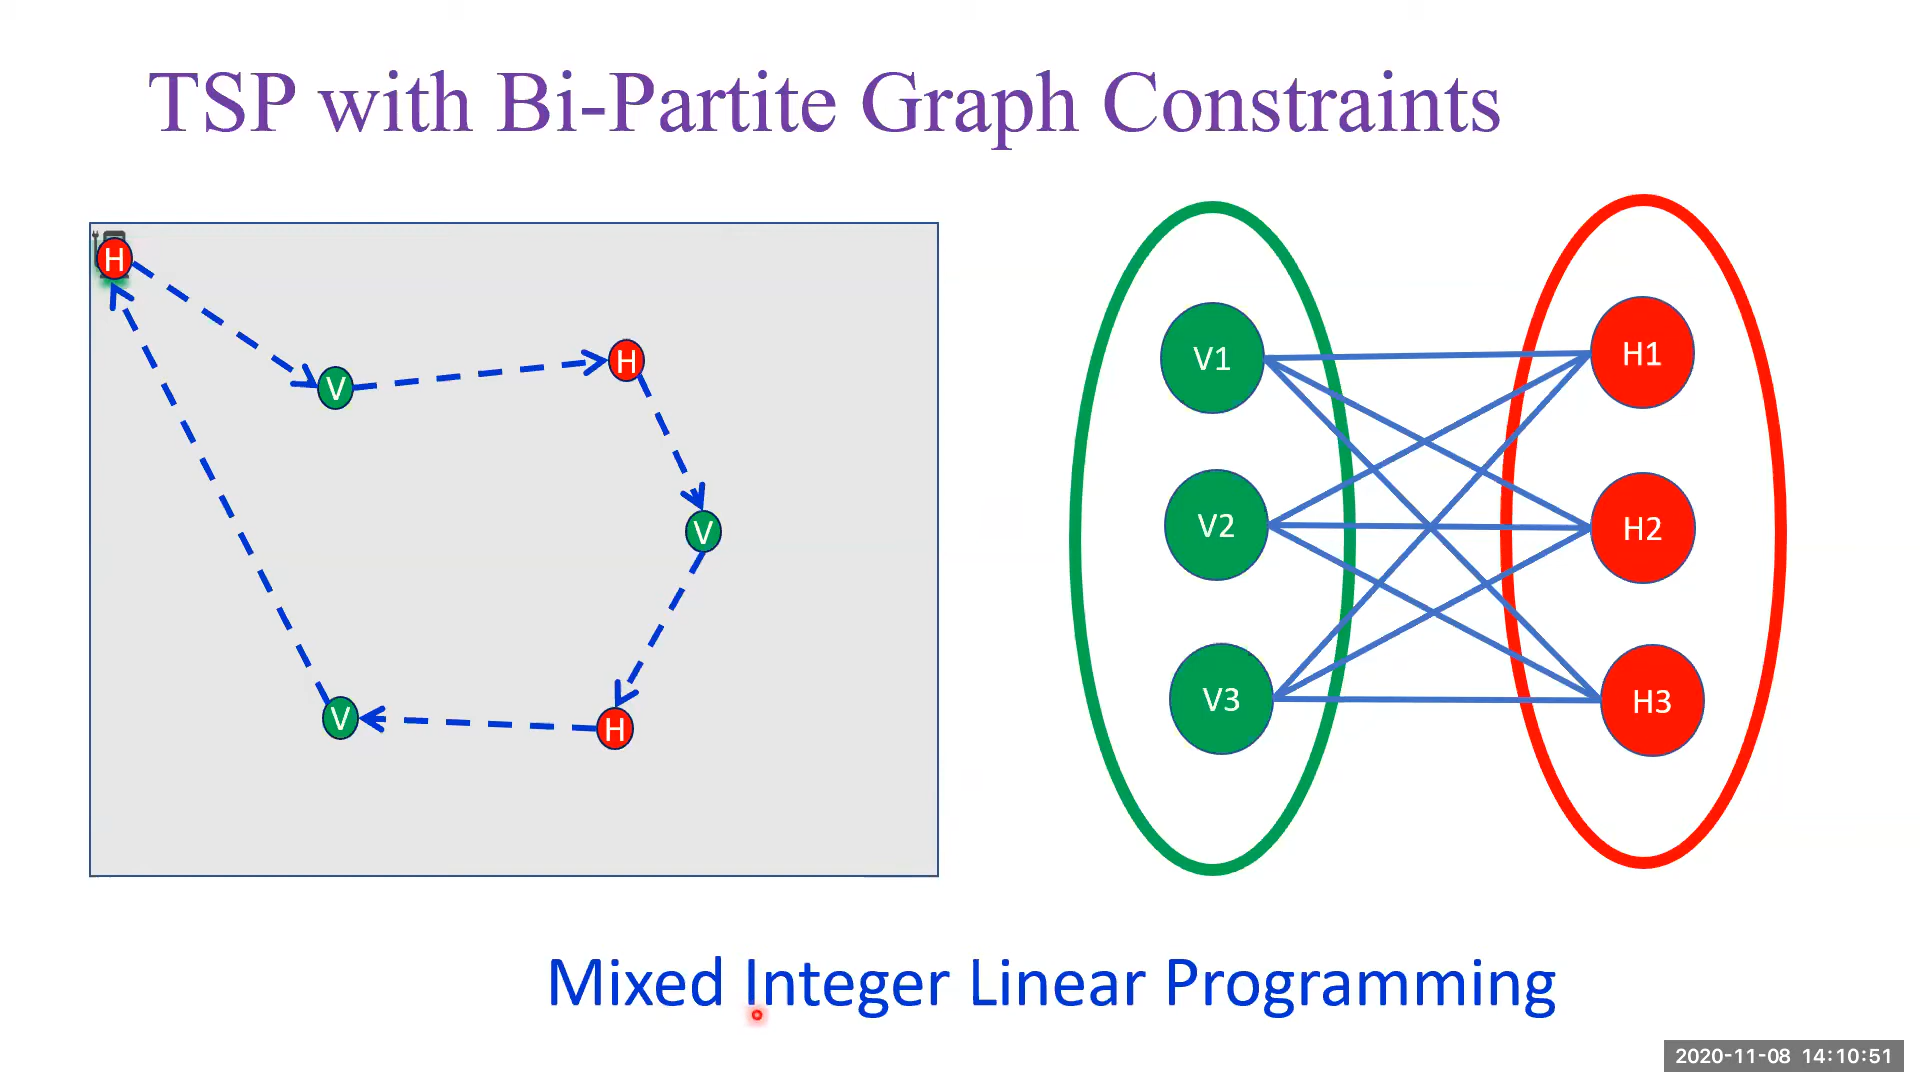 TSP with Bi-Partite Graph Constraints
H
V
H
V
H
V
V1
H1
V2
H2
V3
H3
Mixed Integer Linear Programming
2020-11-08 14:10:51